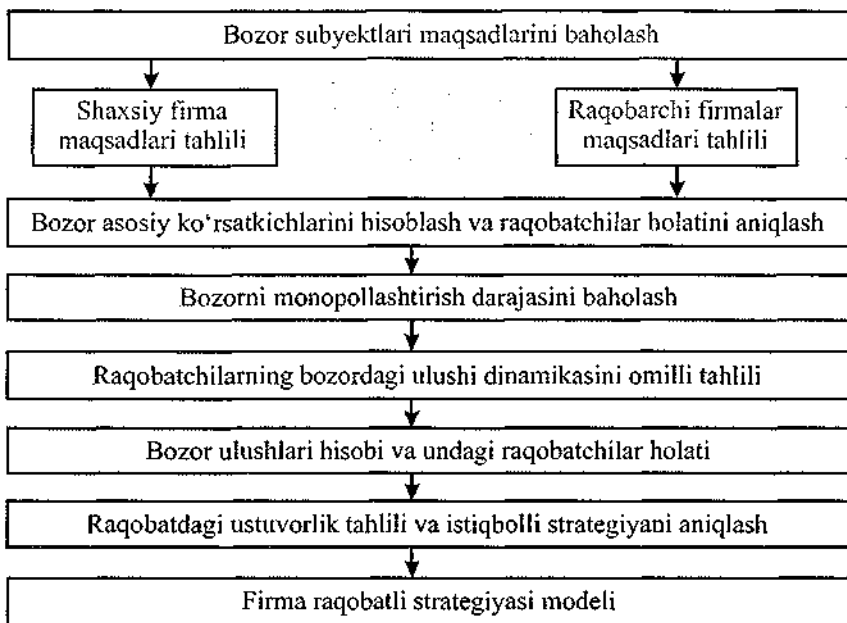 Bozor subyektlari maqsadlarini baholash
Shaxsiy firma
maqsadlari tahlili
Raqobarchi firmalar
maqsadlari tahlili
Bozor asosiy ko‘rsatkichlarini hisoblash va raqobatchilar holatini aniqlash
Bozorni monopollashtirish darajasini baholash
Raqobatchilarning bozordagi ulushi dinamikasini omilli tahlili
Bozor ulushlari hisobi va undagi raqobatchilar holati
Raqobatdagi ustuvorlik tahlili va istiqbolli strategiyani aniqlash
Firma raqobatli strategiyasi modeli